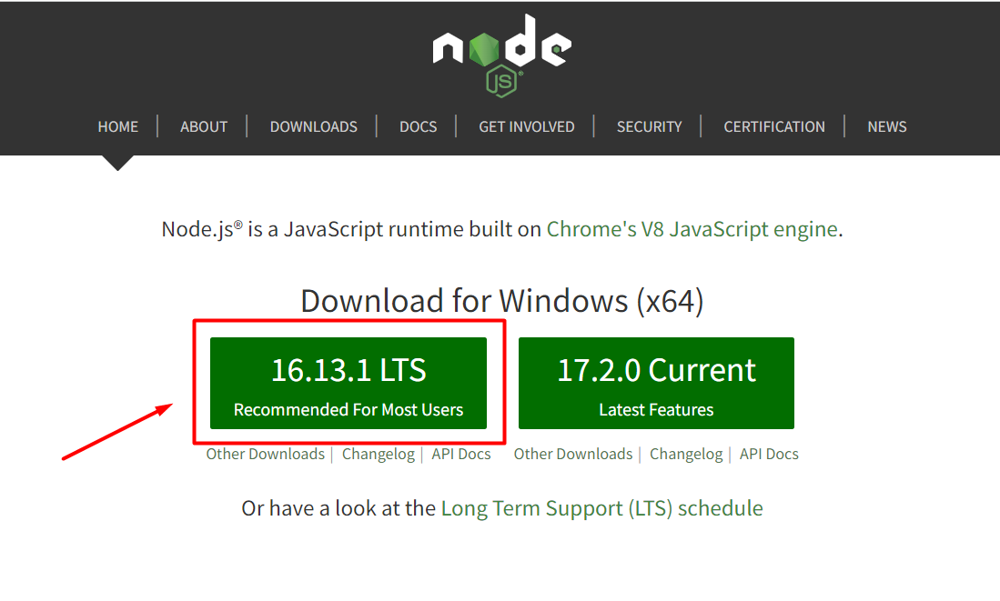 node
JS®
HOME | ABOUT | DOWNLOADS | DOCS | GET INVOLVED | SECURITY | CERTIFICATION | NEWS
Node.js® is a JavaScript runtime built on Chrome's V8 JavaScript engine.
Download for Windows (x64)
16.13.1 LTS
Recommended For Most Users
17.2.0 Current
Latest Features
Other Downloads | Changelog | API Docs
Other Downloads | Changelog | API Docs
Or have a look at the Long Term Support (LTS) schedule